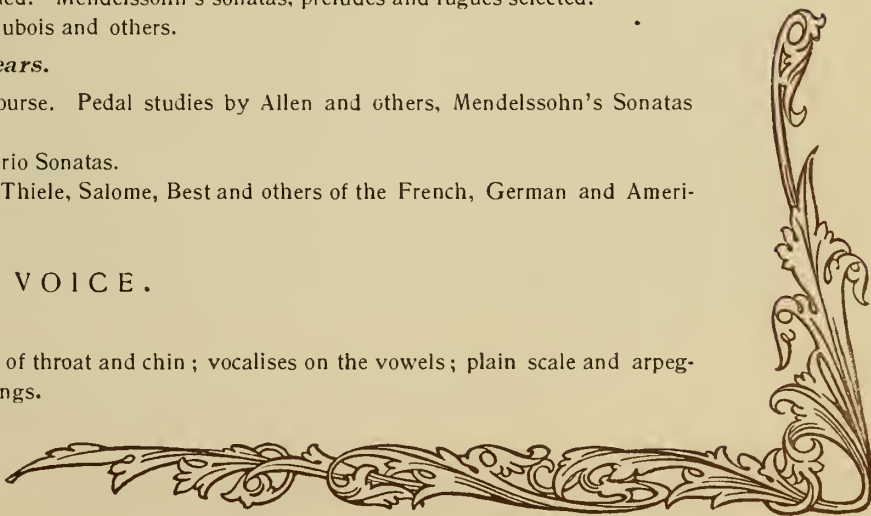 Mendelssohn's sonatas, preludes and fugues selected.
ubois and others.
ears.
ourse. Pedal studies by Allen and others, Mendelssohn's Sonatas
rio Sonatas.
Thiele, Salome, Best and others of the French, German and Ameri-
VOICE.
of throat and chin; vocalises on the vowels; plain scale and arpeg-
ngs.